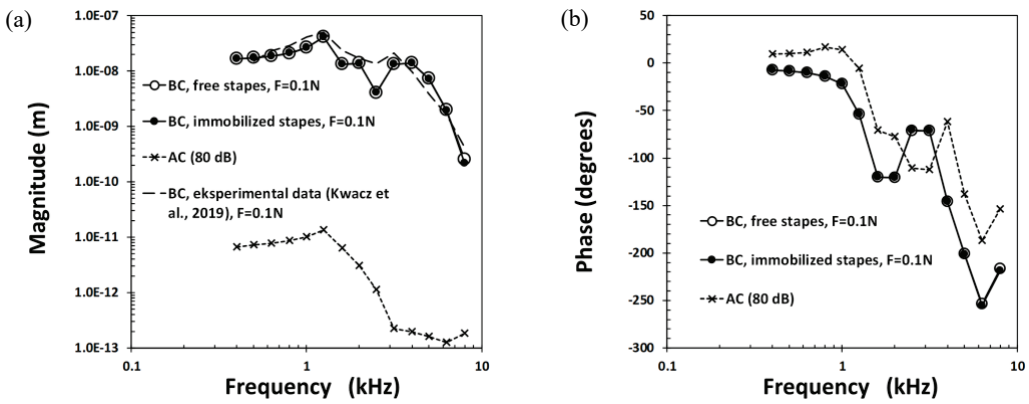 (a)
1.0E-07
1.0E-08
1.0E-09
1.0E-10
1.0E-11
1.0E-12
1.0E-13
Magnitude (m)
BC, free stapes, F=0.1N
BC, immobilized stapes, F=0.1N
AC (80 dB)
BC, eksperimental data (Kwacz et
al., 2019), F=0.1N
0.1
1
10
Frequency (kHz)
(b)
50
0
-50
-100
-150
-200
-250
-300
Phase (degrees)
BC, free stapes, F=0.1N
BC, immobilized stapes, F=0.1N
AC (80 dB)
0.1
1
10
Frequency (kHz)